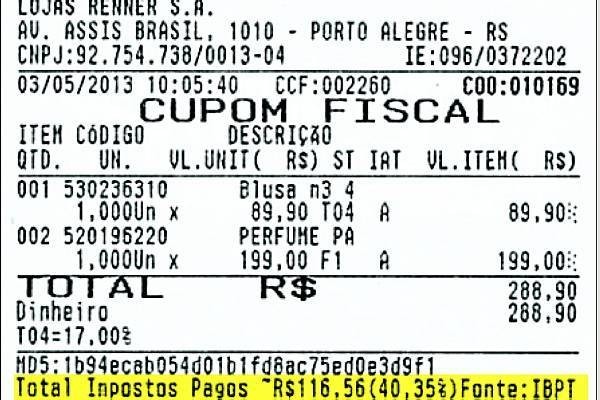 LOJAS RENNER S.A.
AV. ASSIS BRASIL, 1010 - PORTO ALEGRE - RS
CNPJ:92.754.738/0013-04 IE:096/0372202
03/05/2013 10:05:40 CCF:002260 COO:010169
CUPOM FISCAL
ITEM CóDIGO DESCRIÇãO
QTD. UN. VL.UNIT( R$) ST IAT VL.ITEM( R$)
001 530236310 Blusa n3 4
1,000Un x 89,90 T04 A 89,90
002 520196220 PERFUME PA
1,000Un x 199,00 F1 A 199,00
TOTAL R$ 288,90
Dinheiro 288,90
T04=17,00%
MD5:1b94ecab054d01b1fd8ac75ed0e3d9f1
Total Impostos Pagos ~R$116,56(40,35%)Fonte:IBPT